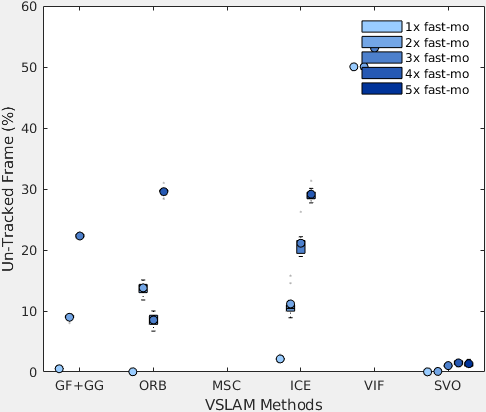 60
50
40
30
20
10
0
Un-Tracked Frame (%)
1x fast-mo
2x fast-mo
3x fast-mo
4x fast-mo
5x fast-mo
GF+GG ORB MSC ICE VIF SVO
VSLAM Methods